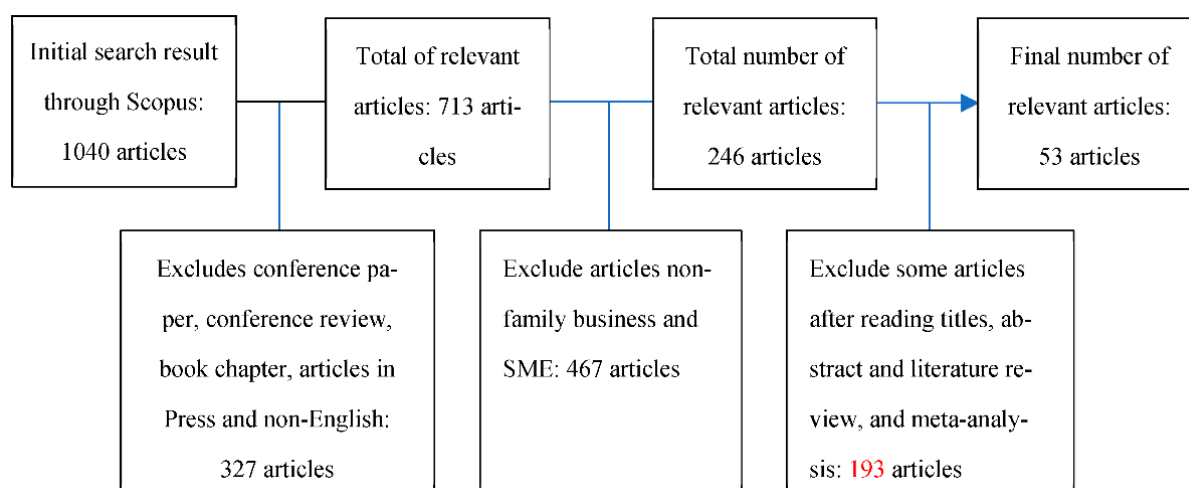 Initial search result
through Scopus:
1040 articles
Total of relevant
articles: 713 arti-
cles
Total number of
relevant articles:
246 articles
Final number of
relevant articles:
53 articles
Excludes conference pa-
per, conference review,
book chapter, articles in
Press and non-English:
327 articles
Exclude articles non-
family business and
SME: 467 articles
Exclude some articles
after reading titles, ab-
stract and literature re-
view, and meta-analy-
sis: 193 articles